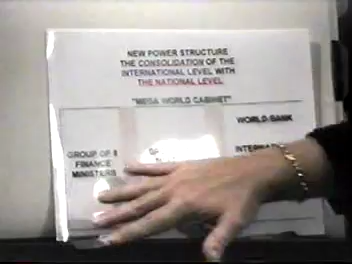 NEW POWER STRUCTURE
THE CONSOLIDATION OF THE
INTERNATIONAL LEVEL WITH
THE NATIONAL LEVEL
"MEGA WORLD CABINET"
GROUP OF 8
FINANCE
MINISTERS
WORLD BANK